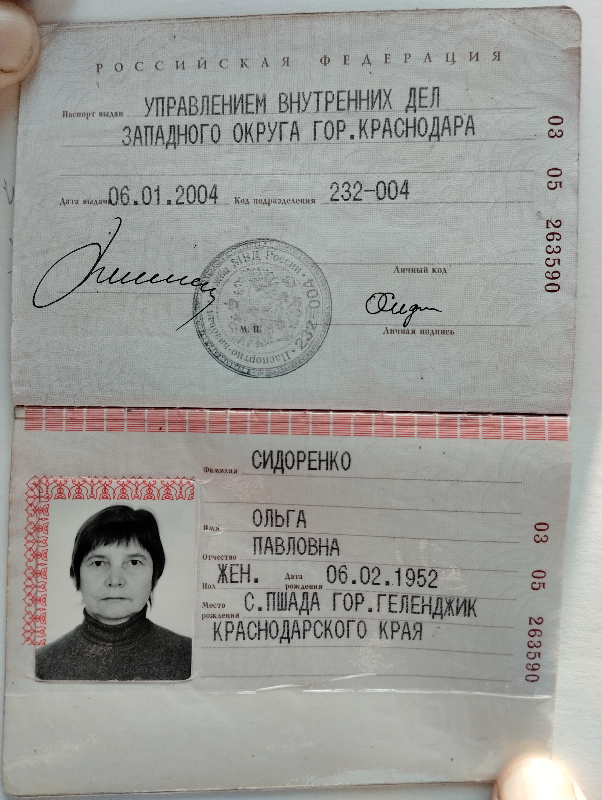 РОССИЙСКАЯ ФЕДЕРАЦИЯ
Паспорт выдан УПРАВЛЕНИЕМ ВНУТРЕННИХ ДЕЛ
ЗАПАДНОГО ОКРУГА ГОР.КРАСНОДАРА
Дата выдачи 06.01.2004 Код подразделения 232-004
03 05 263590
Личный код
МВД России
232 004
М. П.
Личная подпись
Фамилия СИДОРЕНКО
Имя ОЛЬГА
Отчество ПАВЛОВНА
Пол ЖЕН. Дата рождения 06.02.1952
Место рождения С.ПШАДА ГОР.ГЕЛЕНДЖИК
КРАСНОДАРСКОГО КРАЯ
03 05 263590